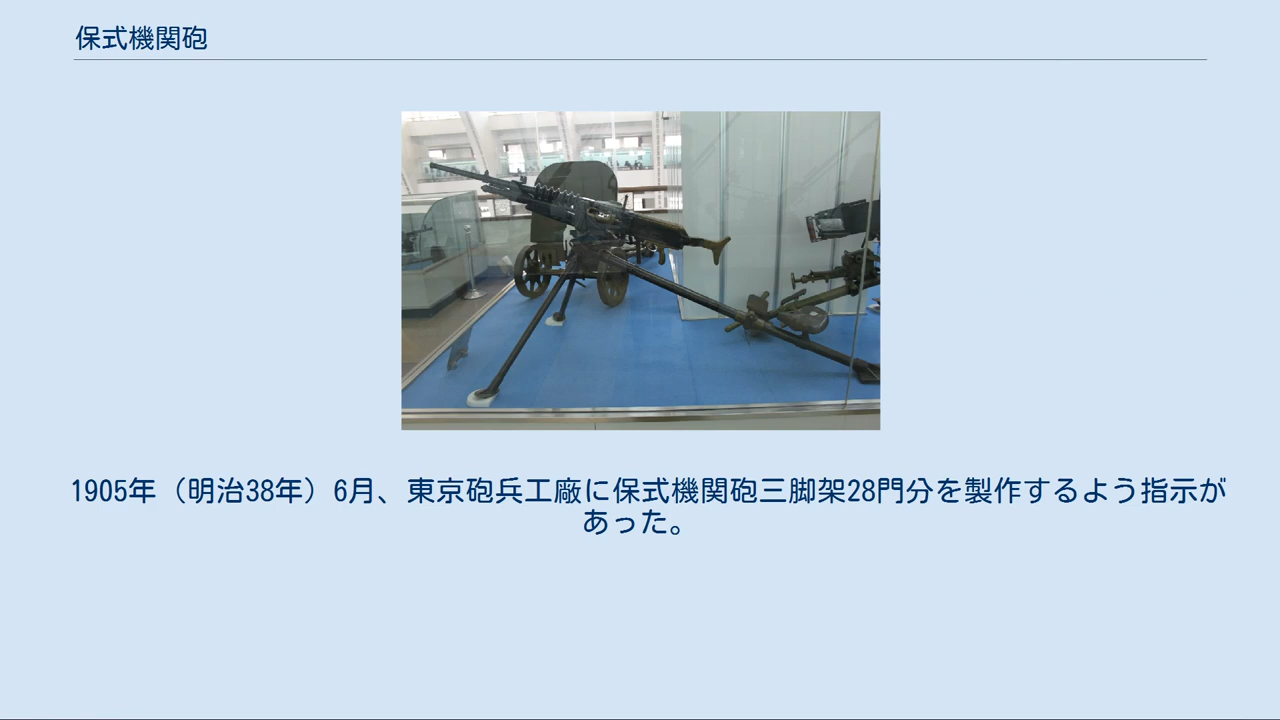 保式機関砲
1905年（明治38年）6月、東京砲兵工廠に保式機関砲三脚架28門分を製作するよう指示が
あった。